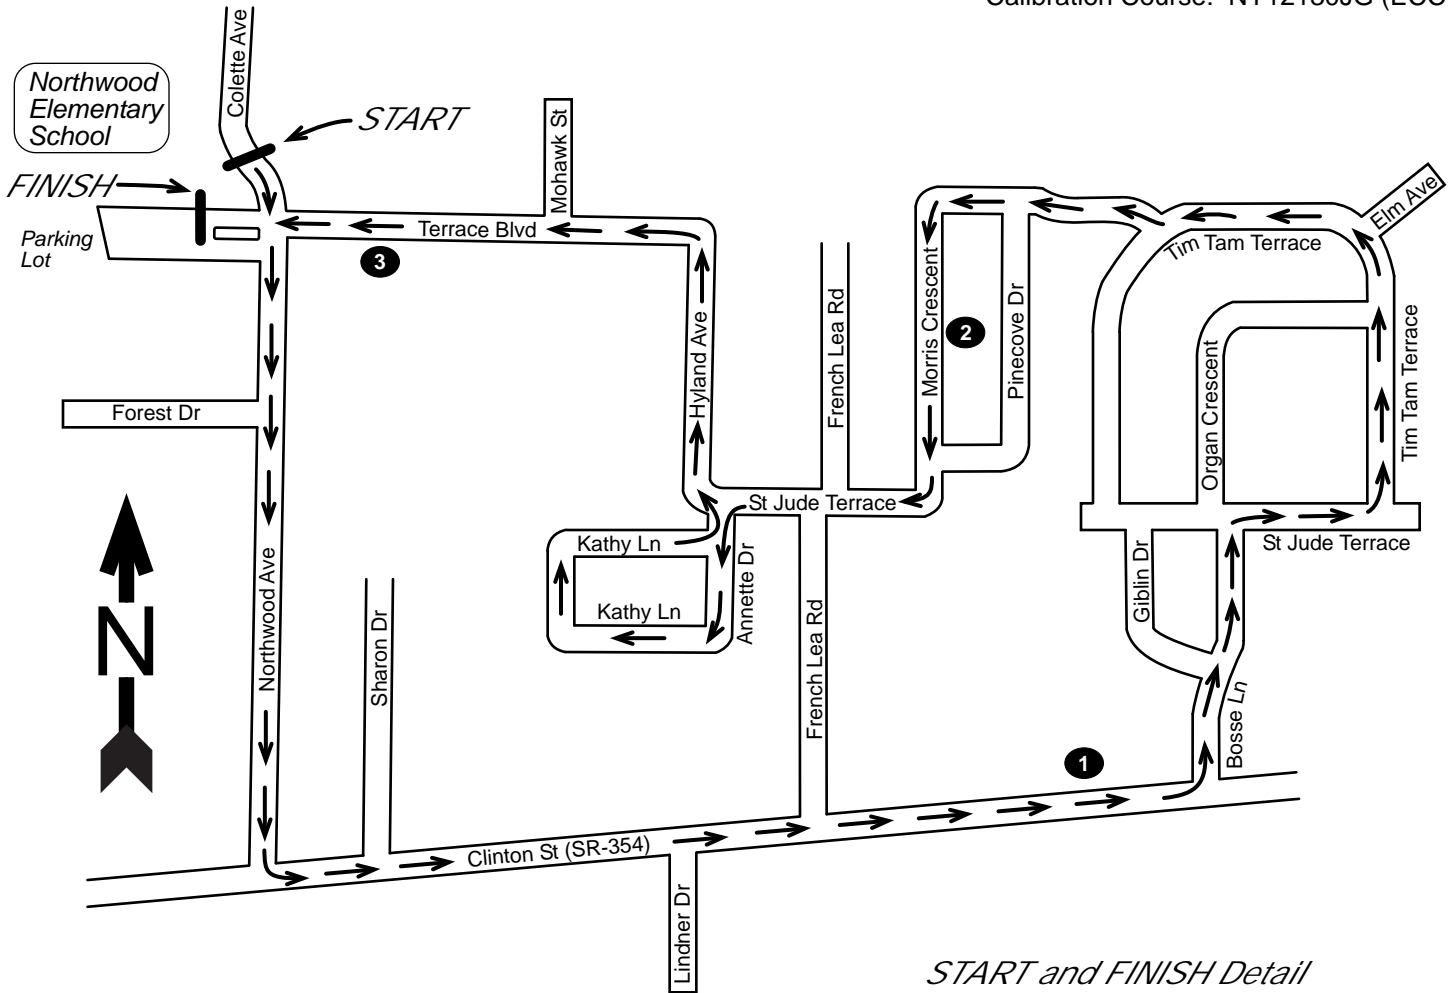 Colette Ave
Northwood
Elementary
School
START
FINISH
Parking
Lot
Mohawk St
Terrace Blvd
3
Elm Ave
Tim Tam Terrace
Hyland Ave
French Lea Rd
Morris Crescent
2
Pinecove Dr
Organ Crescent
Tim Tam Terrace
Forest Dr
St Jude Terrace
St Jude Terrace
Kathy Ln
Kathy Ln
Annette Dr
Giblin Dr
N
Northwood Ave
Sharon Dr
French Lea Rd
Bosse Ln
1
Clinton St (SR-354)
Lindner Dr
START and FINISH Detail